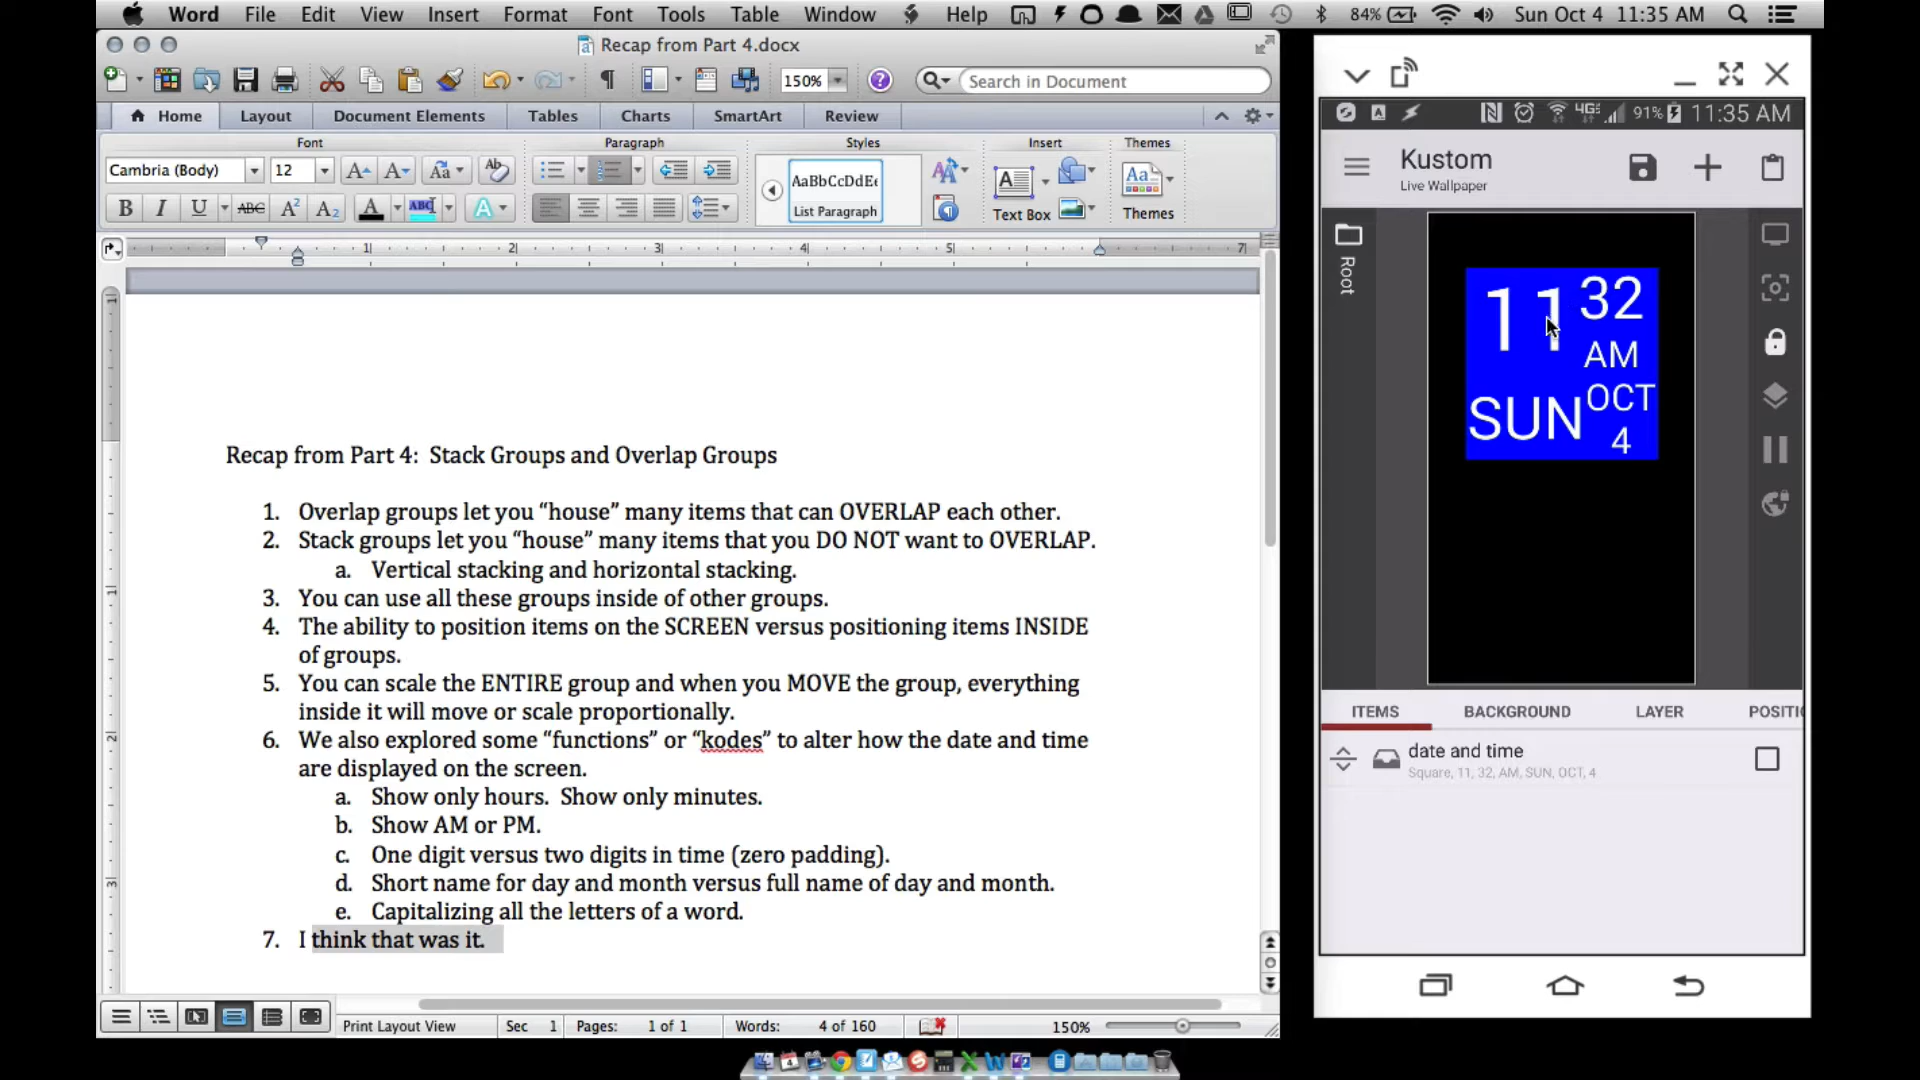 Word File Edit View Insert Format Font Tools Table Window Help 84% Sun Oct 4 11:35 AM
Recap from Part 4.docx
150% Search in Document
Home Layout Document Elements Tables Charts SmartArt Review
Font Paragraph Styles Insert Themes
Cambria (Body) 12
AaBbCcDdEe
List Paragraph
Text Box Themes
Recap from Part 4: Stack Groups and Overlap Groups
1. Overlap groups let you “house” many items that can OVERLAP each other.
2. Stack groups let you “house” many items that you DO NOT want to OVERLAP.
a. Vertical stacking and horizontal stacking.
3. You can use all these groups inside of other groups.
4. The ability to position items on the SCREEN versus positioning items INSIDE
of groups.
5. You can scale the ENTIRE group and when you MOVE the group, everything
inside it will move or scale proportionally.
6. We also explored some “functions” or “kodes” to alter how the date and time
are displayed on the screen.
a. Show only hours. Show only minutes.
b. Show AM or PM.
c. One digit versus two digits in time (zero padding).
d. Short name for day and month versus full name of day and month.
e. Capitalizing all the letters of a word.
7. I think that was it.
Print Layout View Sec 1 Pages: 1 of 1 Words: 4 of 160 150%
4G 91% 11:35 AM
Kustom
Live Wallpaper
Root
11 32
AM
SUN OCT
4
ITEMS BACKGROUND LAYER POSITIO
date and time
Square, 11, 32, AM, SUN, OCT, 4